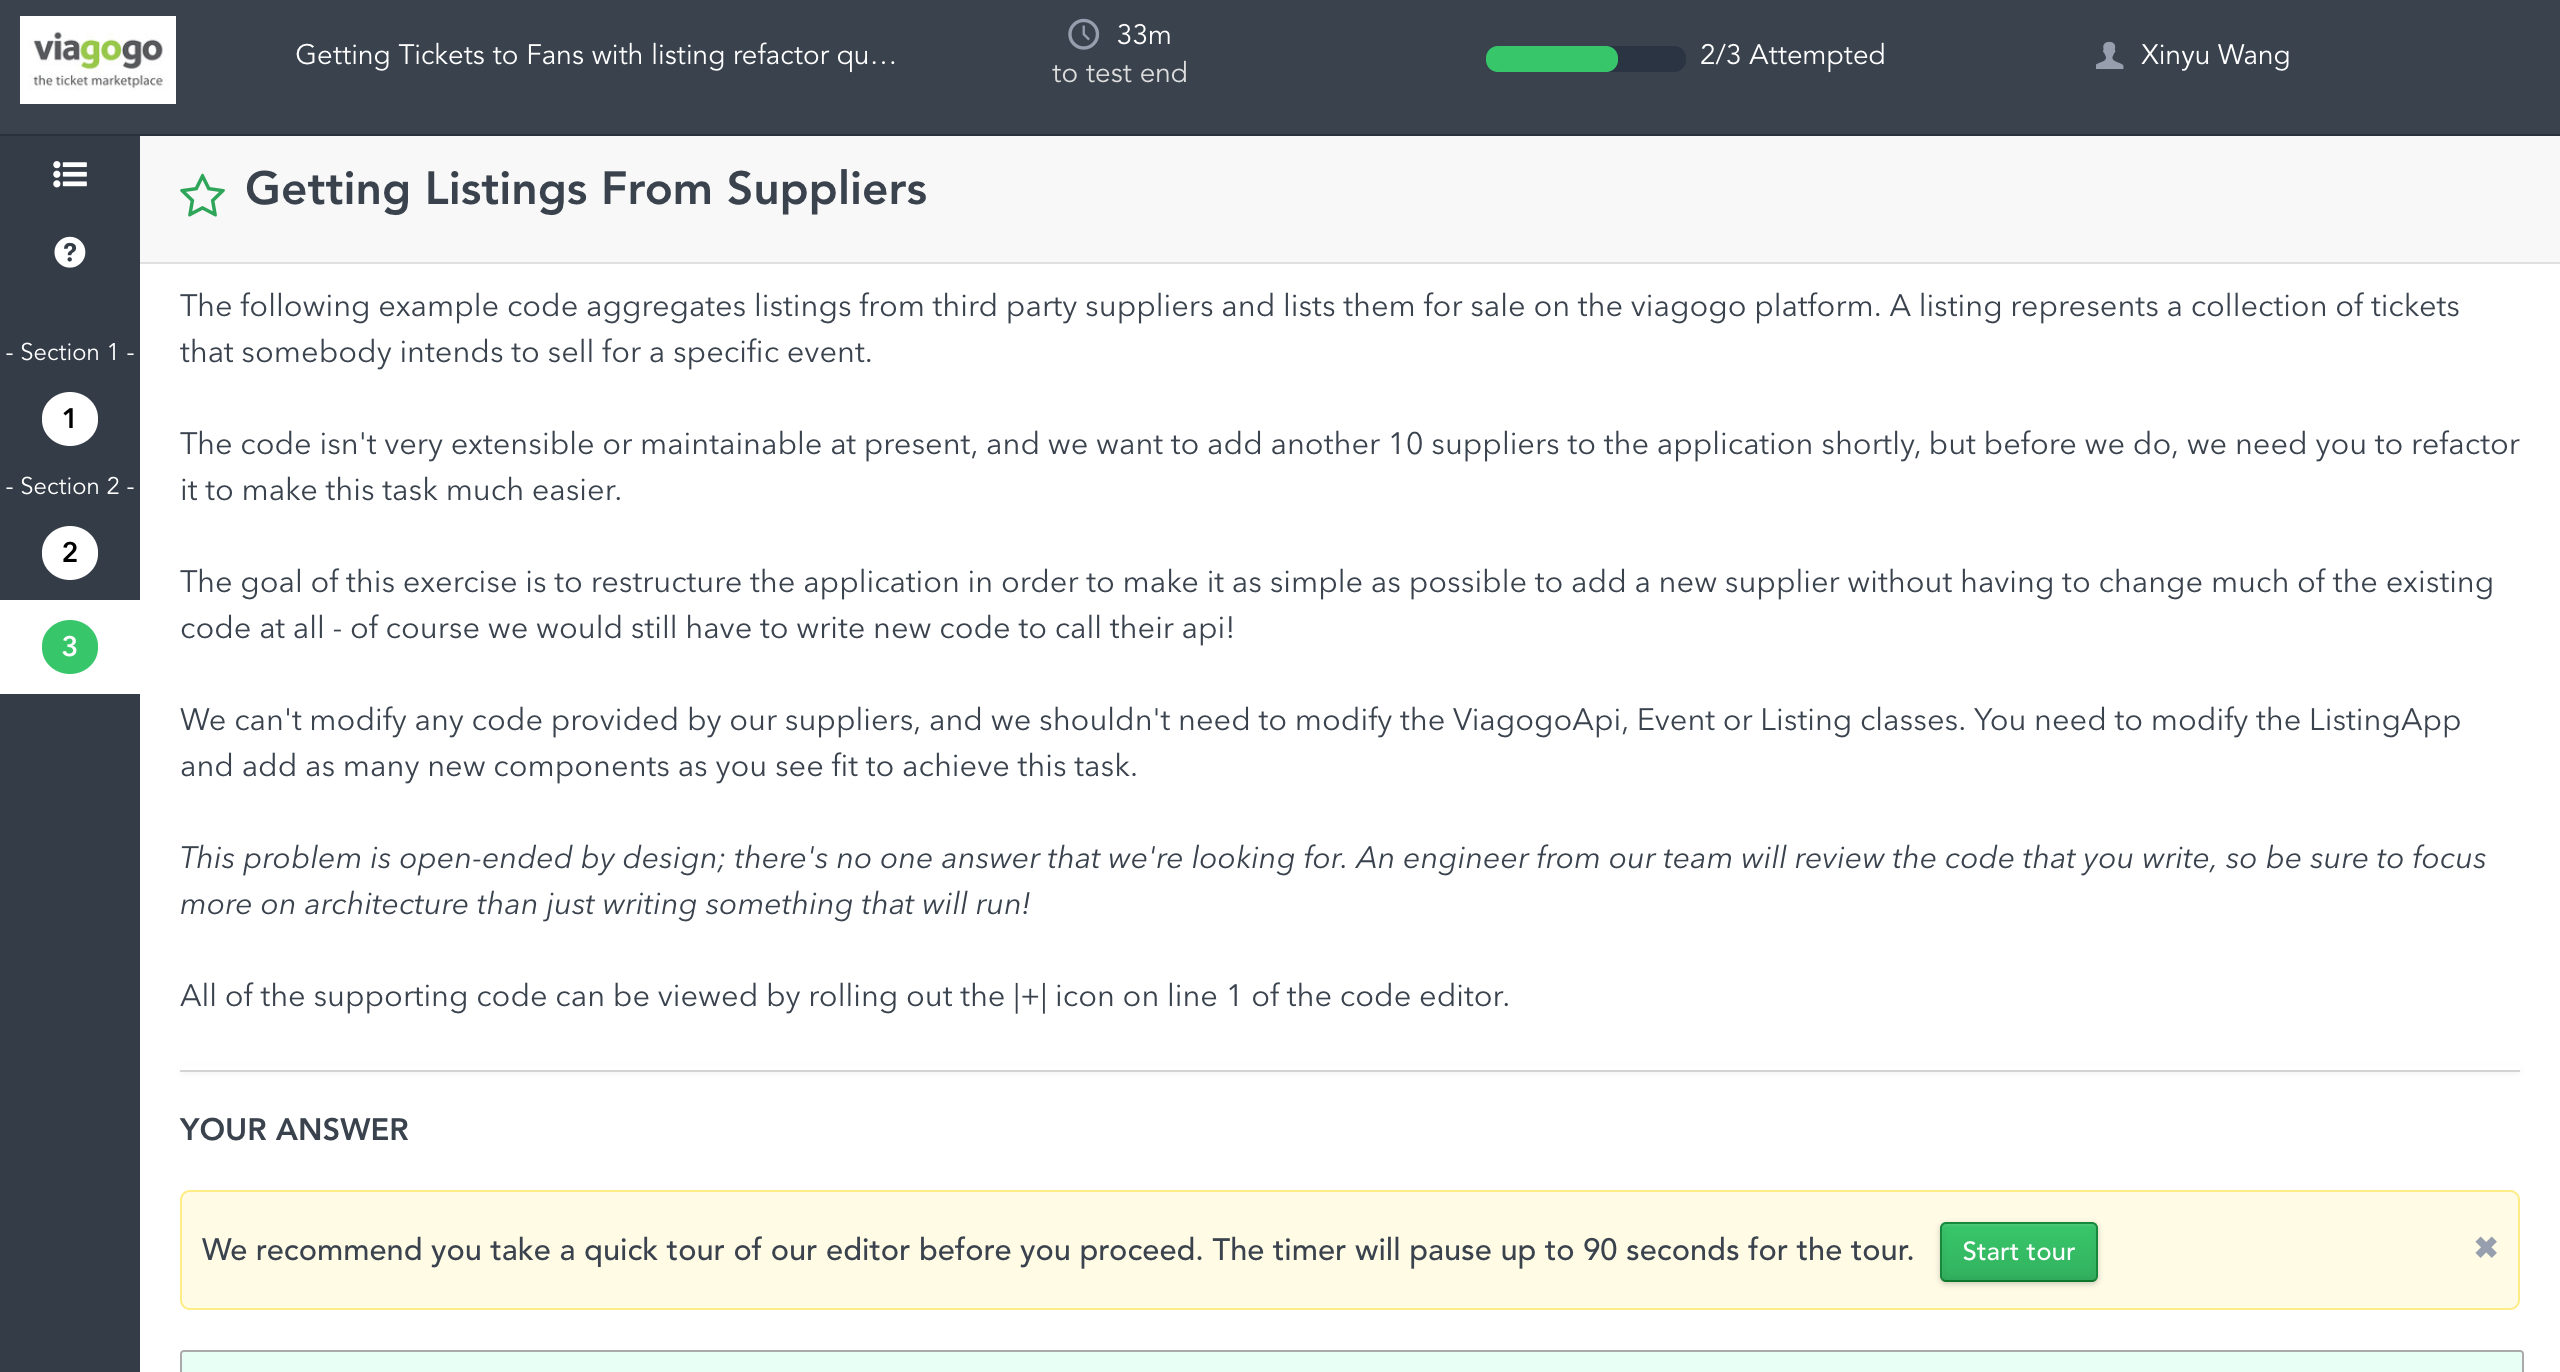 viagogo
the ticket marketplace
Getting Tickets to Fans with listing refactor qu...
33m
to test end
2/3 Attempted
Xinyu Wang
- Section 1 -
1
- Section 2 -
2
3
Getting Listings From Suppliers
The following example code aggregates listings from third party suppliers and lists them for sale on the viagogo platform. A listing represents a collection of tickets
that somebody intends to sell for a specific event.
The code isn't very extensible or maintainable at present, and we want to add another 10 suppliers to the application shortly, but before we do, we need you to refactor
it to make this task much easier.
The goal of this exercise is to restructure the application in order to make it as simple as possible to add a new supplier without having to change much of the existing
code at all - of course we would still have to write new code to call their api!
We can't modify any code provided by our suppliers, and we shouldn't need to modify the ViagogoApi, Event or Listing classes. You need to modify the ListingApp
and add as many new components as you see fit to achieve this task.
This problem is open-ended by design; there's no one answer that we're looking for. An engineer from our team will review the code that you write, so be sure to focus
more on architecture than just writing something that will run!
All of the supporting code can be viewed by rolling out the |+| icon on line 1 of the code editor.
YOUR ANSWER
We recommend you take a quick tour of our editor before you proceed. The timer will pause up to 90 seconds for the tour.
Start tour